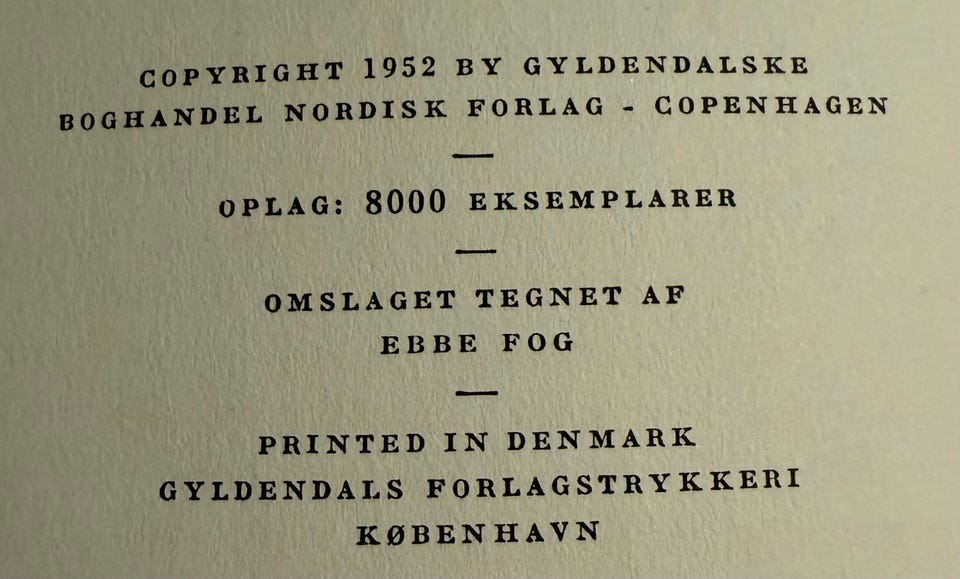 COPYRIGHT 1952 BY GYLDENDALSKE
BOGHANDEL NORDISK FORLAG - COPENHAGEN
OPLAG: 8000 EKSEMPLARER
OMSLAGET TEGNET AF
EBBE FOG
PRINTED IN DENMARK
GYLDENDALS FORLAGSTRYKKERI
KØBENHAVN